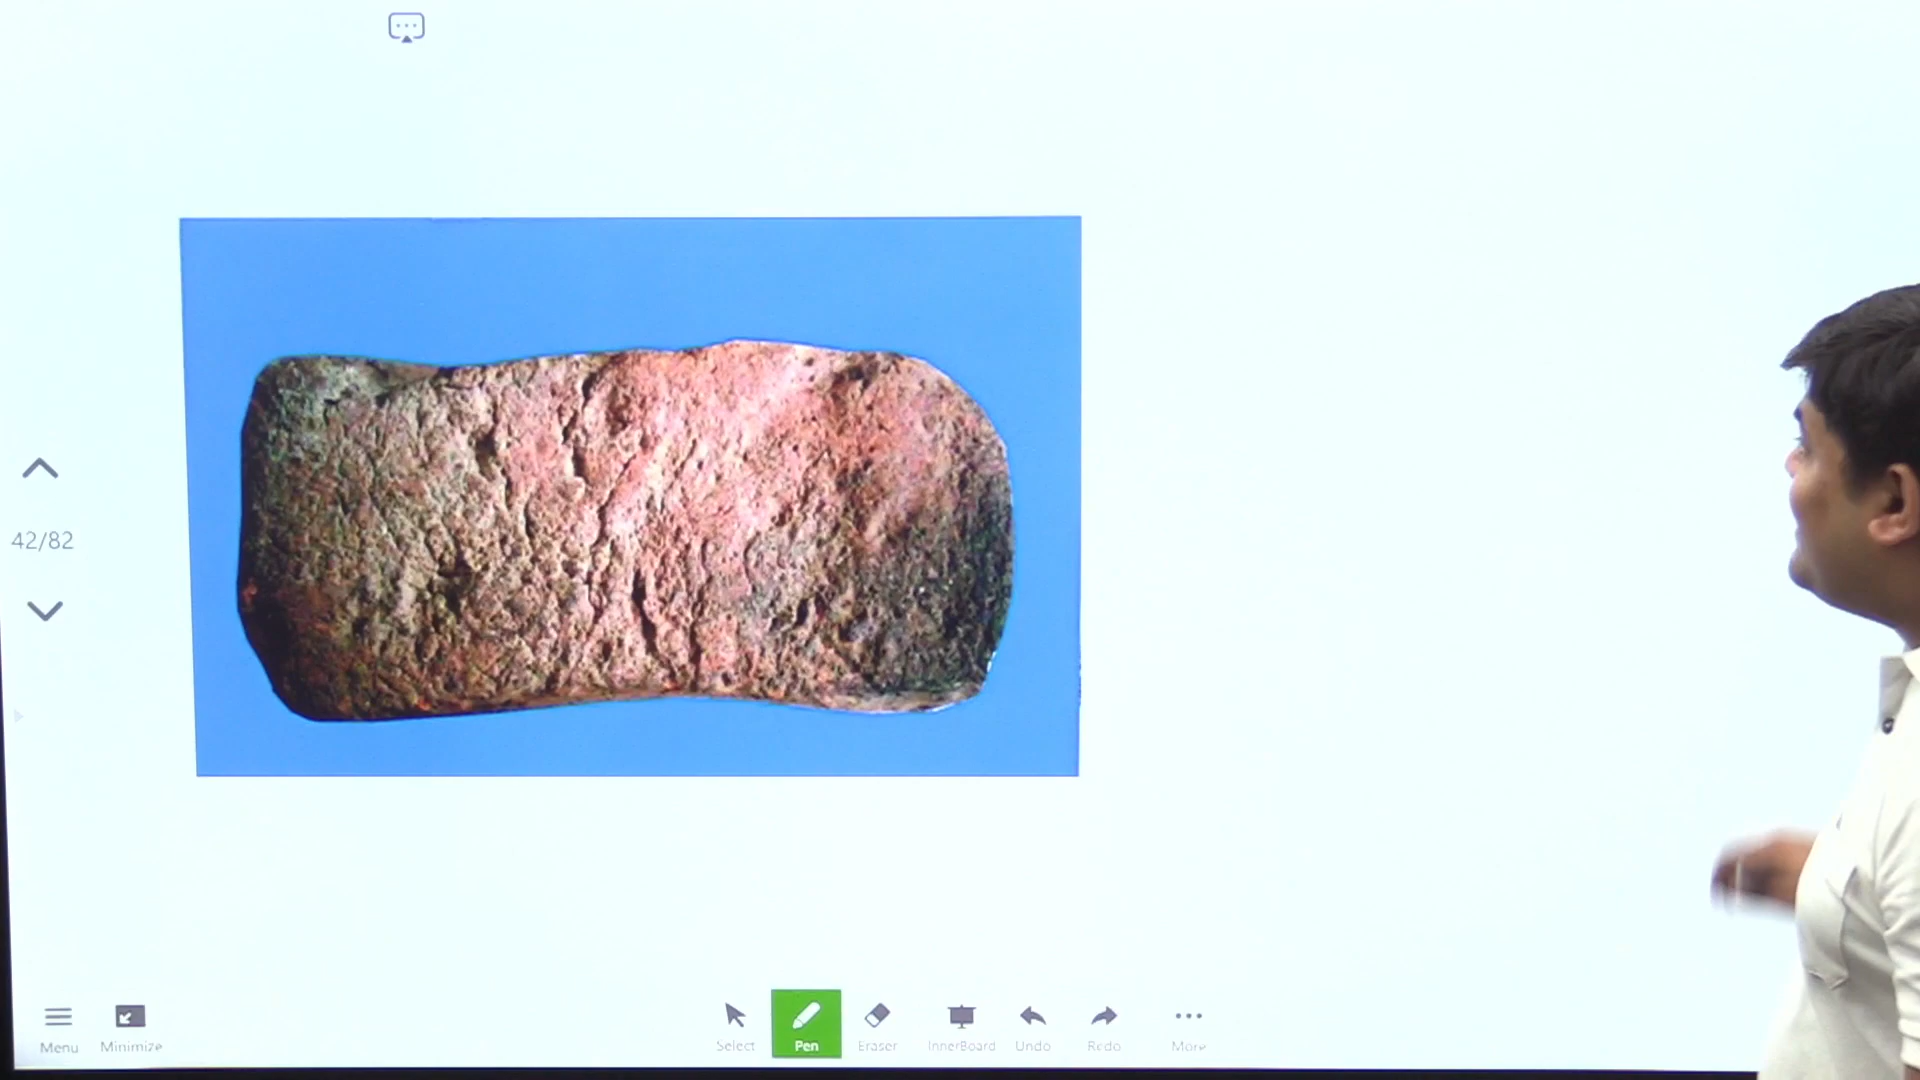 42/82
Menu
Minimize
Select
Pen
Eraser
InnerBoard
Undo
Redo
More